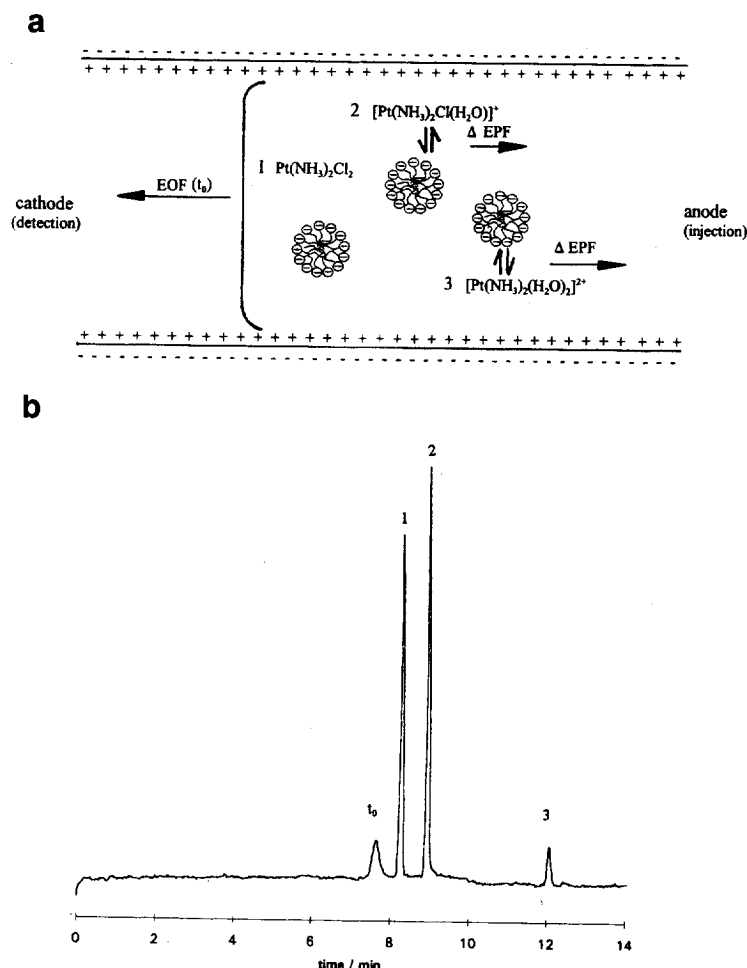 a
- - - - - - - - - - - - - - - - - - - - - - - - - - - - - - - - -
+ + + + + + + + + + + + + + + + + + + + + + + + + + + + + + +
2 [Pt(NH₃)₂Cl(H₂O)]⁺
Δ EPF
1 Pt(NH₃)₂Cl₂
EOF (t₀)
cathode
(detection)
anode
(injection)
Δ EPF
3 [Pt(NH₃)₂(H₂O)₂]²⁺
+ + + + + + + + + + + + + + + + + + + + + + + + + + + + + + +
- - - - - - - - - - - - - - - - - - - - - - - - - - - - - - - - -
b
2
1
t₀
3
0 2 4 6 8 10 12 14
time / min